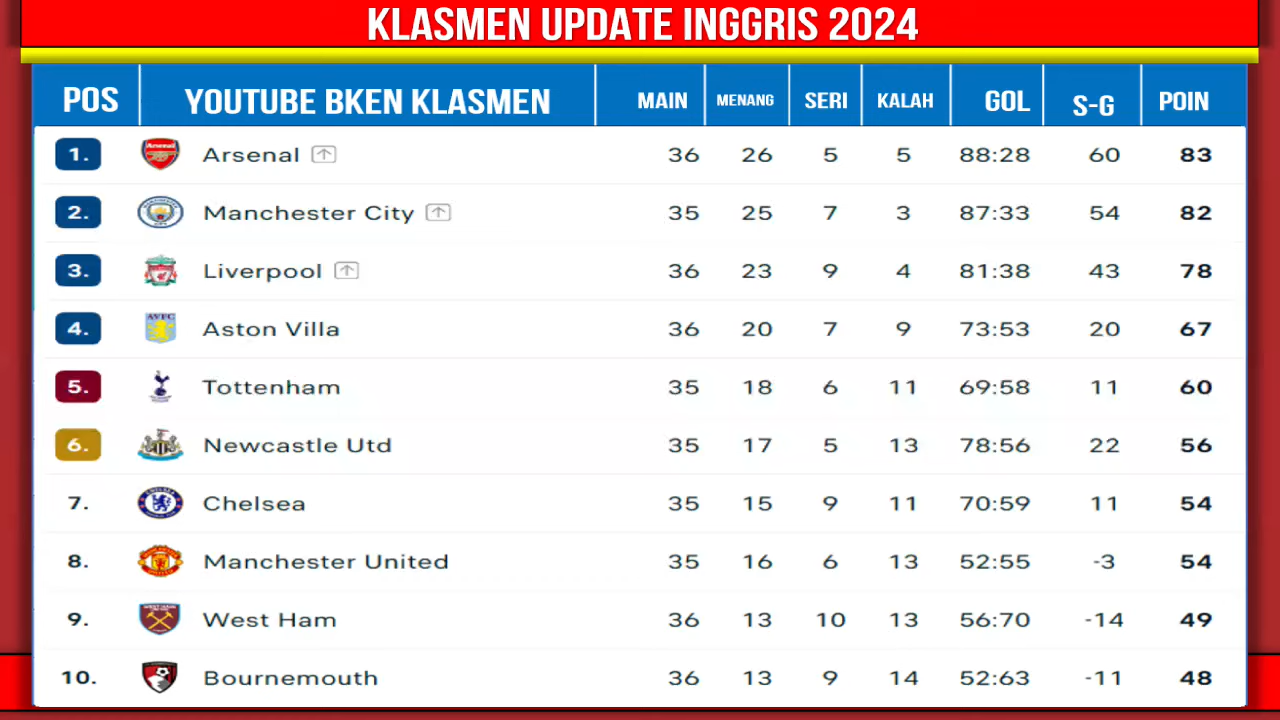 KLASMEN UPDATE INGGRIS 2024
POS YOUTUBE BKEN KLASMEN MAIN MENANG SERI KALAH GOL S-G POIN
1. Arsenal 36 26 5 5 88:28 60 83
2. Manchester City 35 25 7 3 87:33 54 82
3. Liverpool 36 23 9 4 81:38 43 78
4. AVFC Aston Villa 36 20 7 9 73:53 20 67
5. Tottenham 35 18 6 11 69:58 11 60
6. Newcastle Utd 35 17 5 13 78:56 22 56
7. Chelsea 35 15 9 11 70:59 11 54
8. Manchester United 35 16 6 13 52:55 -3 54
9. West Ham 36 13 10 13 56:70 -14 49
10. Bournemouth 36 13 9 14 52:63 -11 48